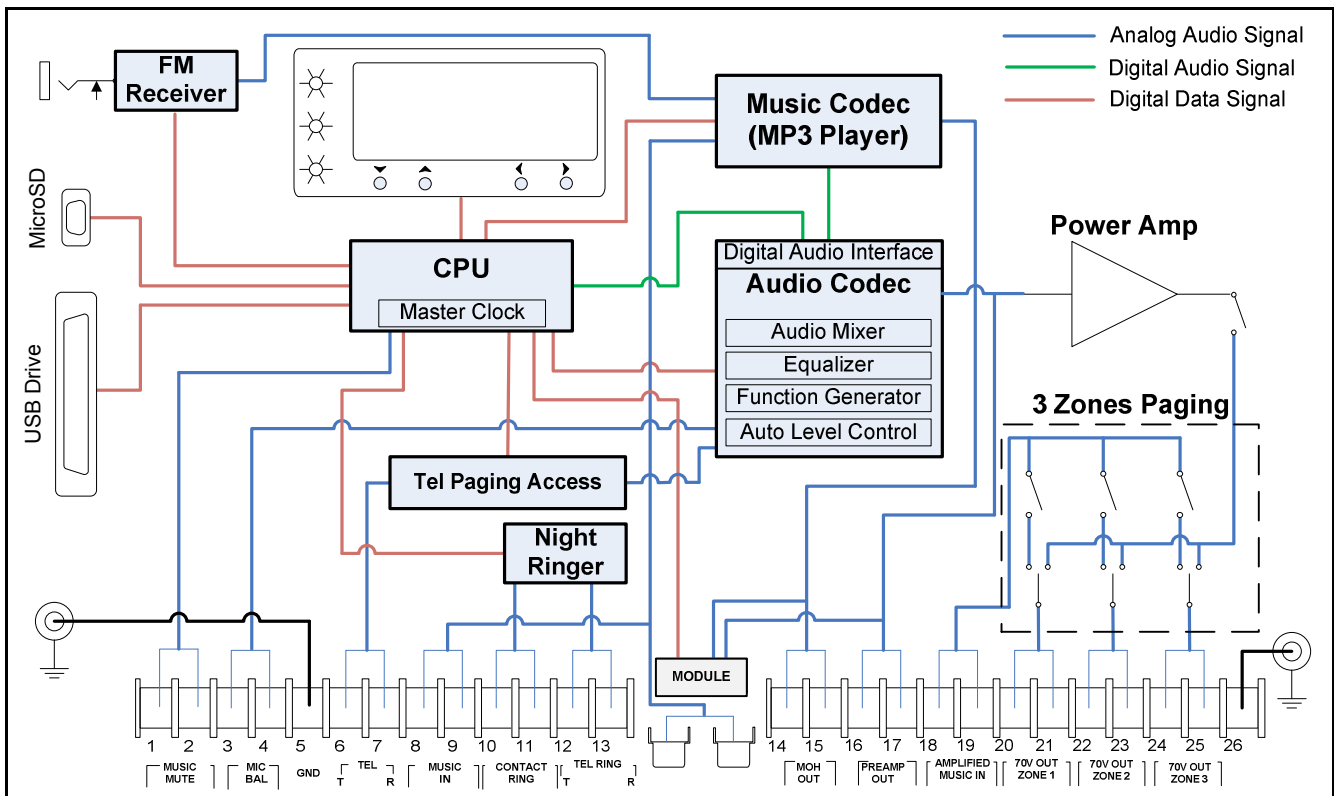 FM
Receiver
Analog Audio Signal
Digital Audio Signal
Digital Data Signal
Music Codec
(MP3 Player)
MicroSD
Power Amp
CPU
Master Clock
Digital Audio Interface
Audio Codec
Audio Mixer
Equalizer
Function Generator
Auto Level Control
USB Drive
3 Zones Paging
Tel Paging Access
Night
Ringer
MODULE
1 2 3 4 5 6 7 8 9 10 11 12 13
14 15 16 17 18 19 20 21 22 23 24 25 26
MUSIC
MUTE
MIC
BAL
GND
TEL
T R
MUSIC
IN
CONTACT
RING
TEL RING
T R
MOH
OUT
PREAMP
OUT
AMPLIFIED
MUSIC IN
70V OUT
ZONE 1
70V OUT
ZONE 2
70V OUT
ZONE 3